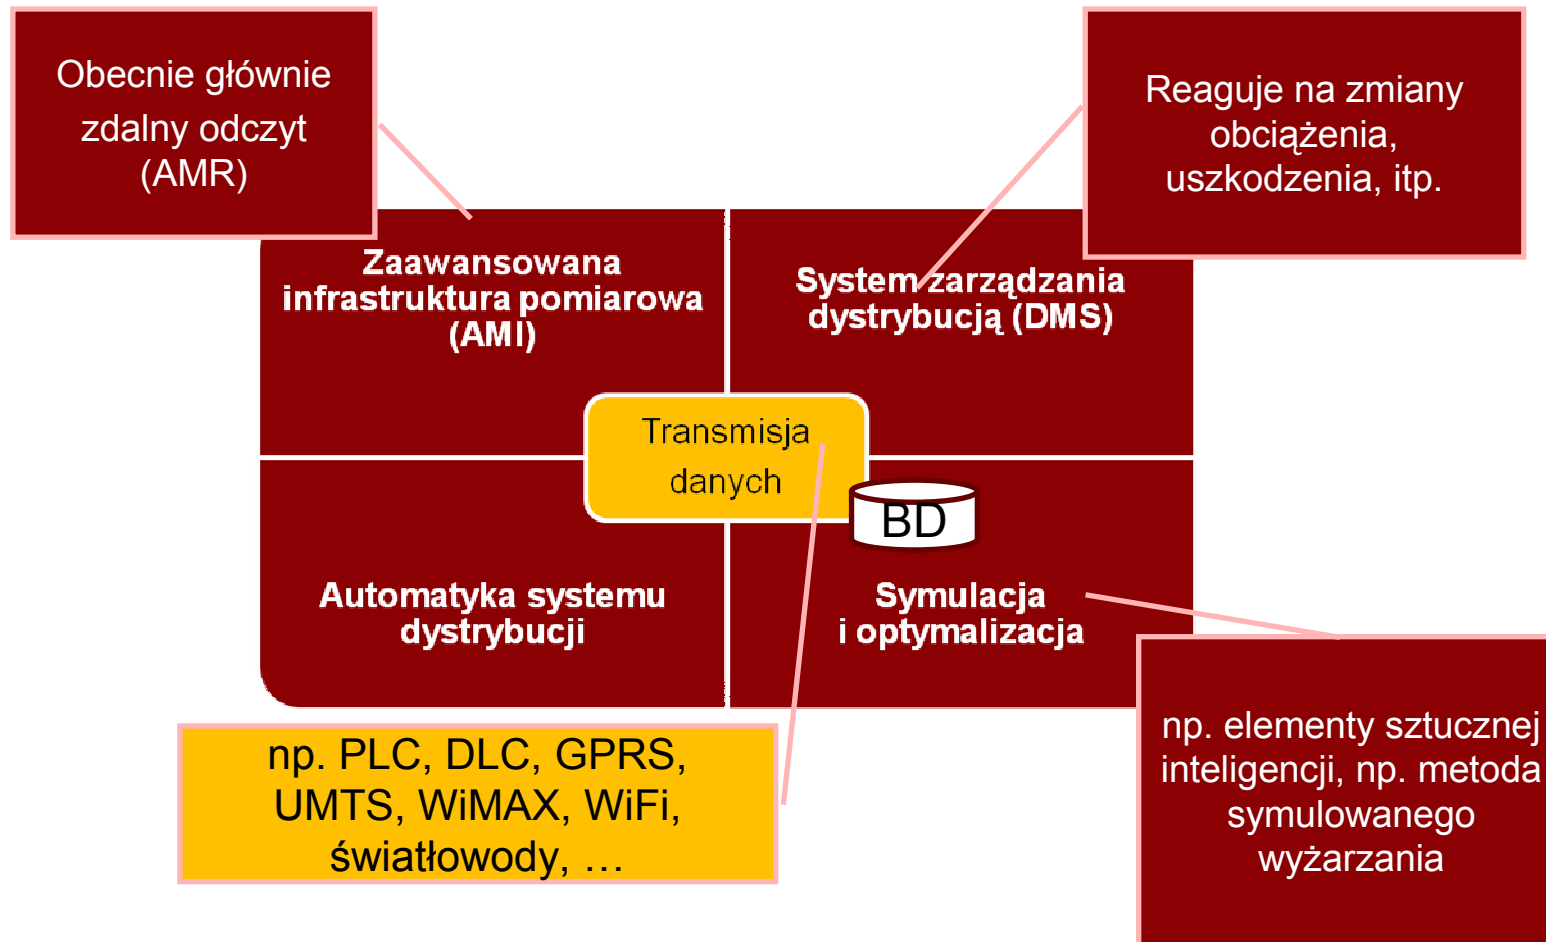 Obecnie głównie
zdalny odczyt
(AMR)
Reaguje na zmiany
obciążenia,
uszkodzenia, itp.
Zaawansowana
infrastruktura pomiarowa
(AMI)
System zarządzania
dystrybucją (DMS)
Transmisja
danych
BD
Automatyka systemu
dystrybucji
Symulacja
i optymalizacja
np. PLC, DLC, GPRS,
UMTS, WiMAX, WiFi,
światłowody, …
np. elementy sztucznej
inteligencji, np. metoda
symulowanego
wyżarzania